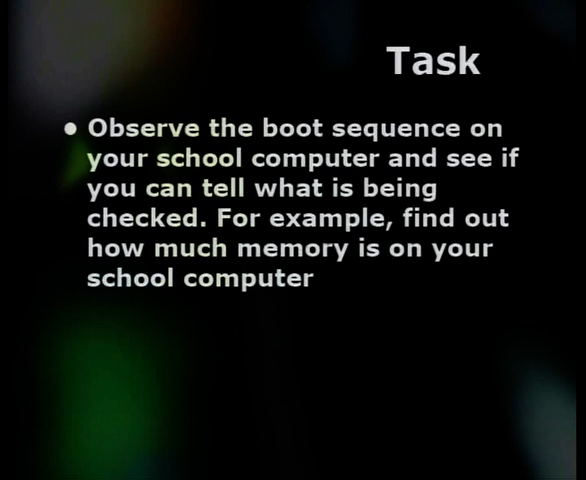 Task
• Observe the boot sequence on
your school computer and see if
you can tell what is being
checked. For example, find out
how much memory is on your
school computer